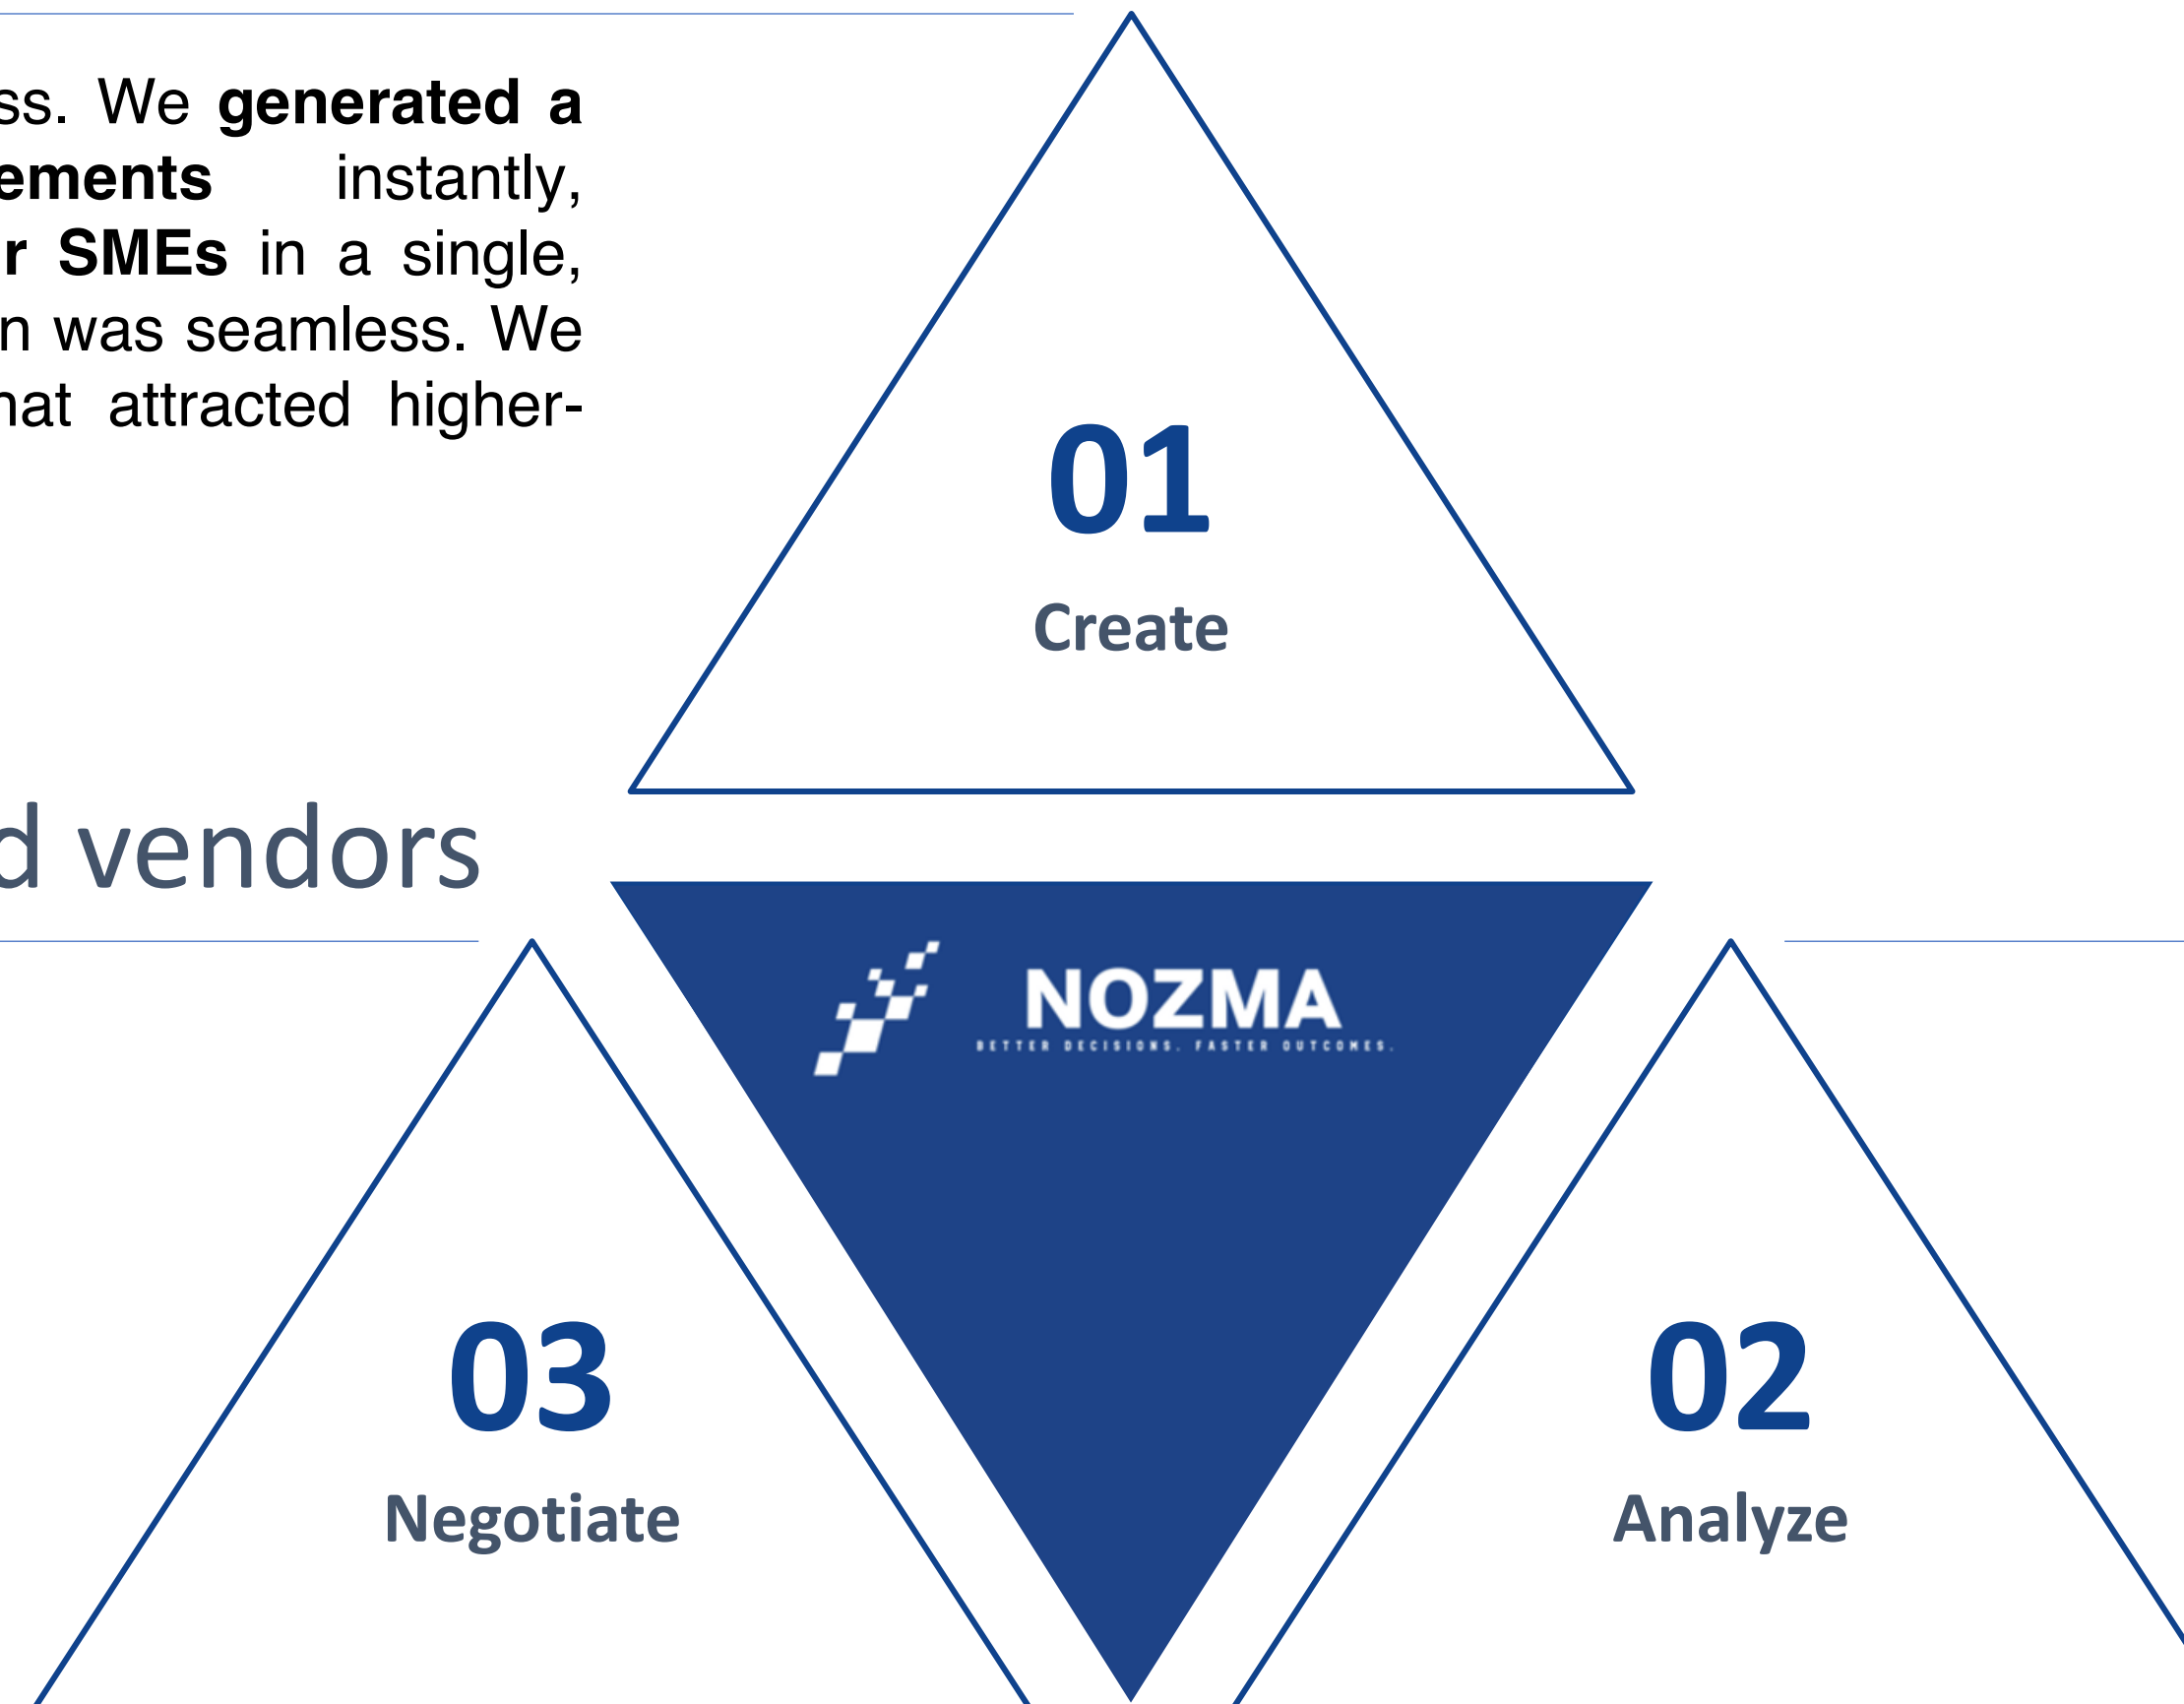 ss. We generated a
ements instantly,
r SMEs in a single,
n was seamless. We
hat attracted higher-
01
Create
d vendors
NOZMA
BETTER DECISIONS. FASTER OUTCOMES.
03
Negotiate
02
Analyze